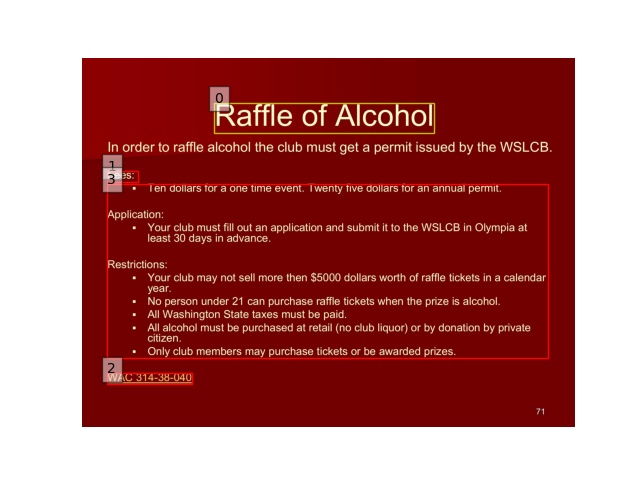 0
Raffle of Alcohol
In order to raffle alcohol the club must get a permit issued by the WSLCB.
1
3
▪ Ten dollars for a one time event. Twenty five dollars for an annual permit.
Application:
▪ Your club must fill out an application and submit it to the WSLCB in Olympia at
least 30 days in advance.
Restrictions:
▪ Your club may not sell more then $5000 dollars worth of raffle tickets in a calendar
year.
▪ No person under 21 can purchase raffle tickets when the prize is alcohol.
▪ All Washington State taxes must be paid.
▪ All alcohol must be purchased at retail (no club liquor) or by donation by private
citizen.
▪ Only club members may purchase tickets or be awarded prizes.
2
WAC 314-38-040
71